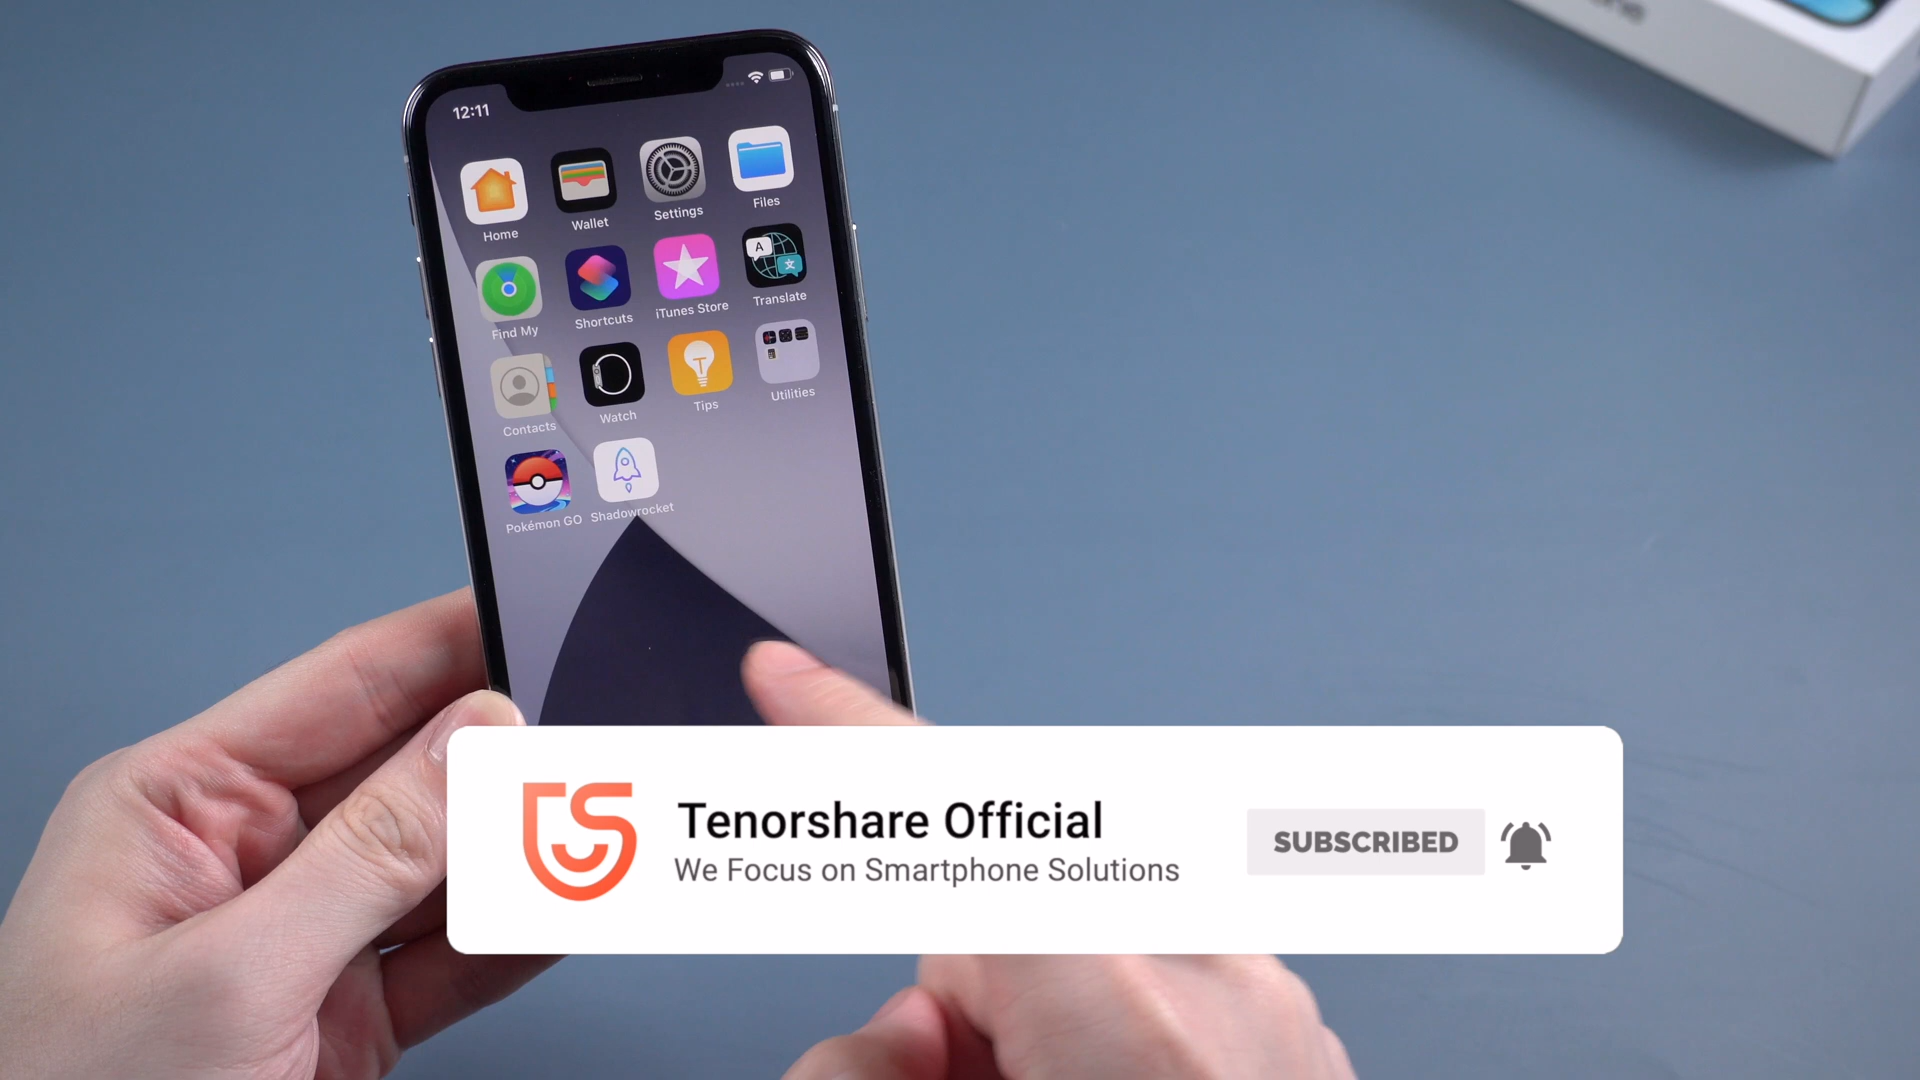 12:11
Home
Wallet
Settings
Files
Find My
Shortcuts
iTunes Store
Translate
Contacts
Watch
Tips
Utilities
Pokémon GO
Shadowrocket
Tenorshare Official
We Focus on Smartphone Solutions
SUBSCRIBED